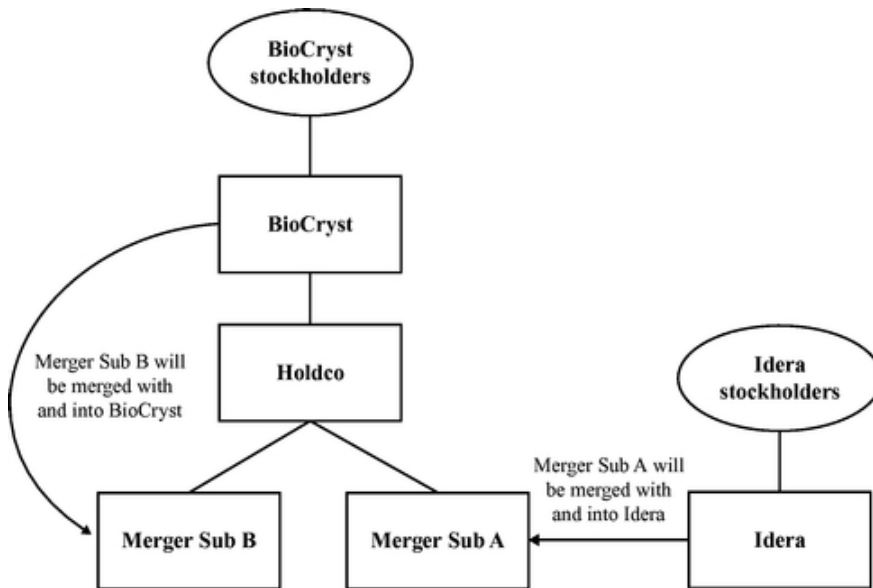 BioCryst
stockholders
BioCryst
Merger Sub B will
be merged with
and into BioCryst
Holdco
Idera
stockholders
Merger Sub A will
be merged with
and into Idera
Merger Sub B
Merger Sub A
Idera